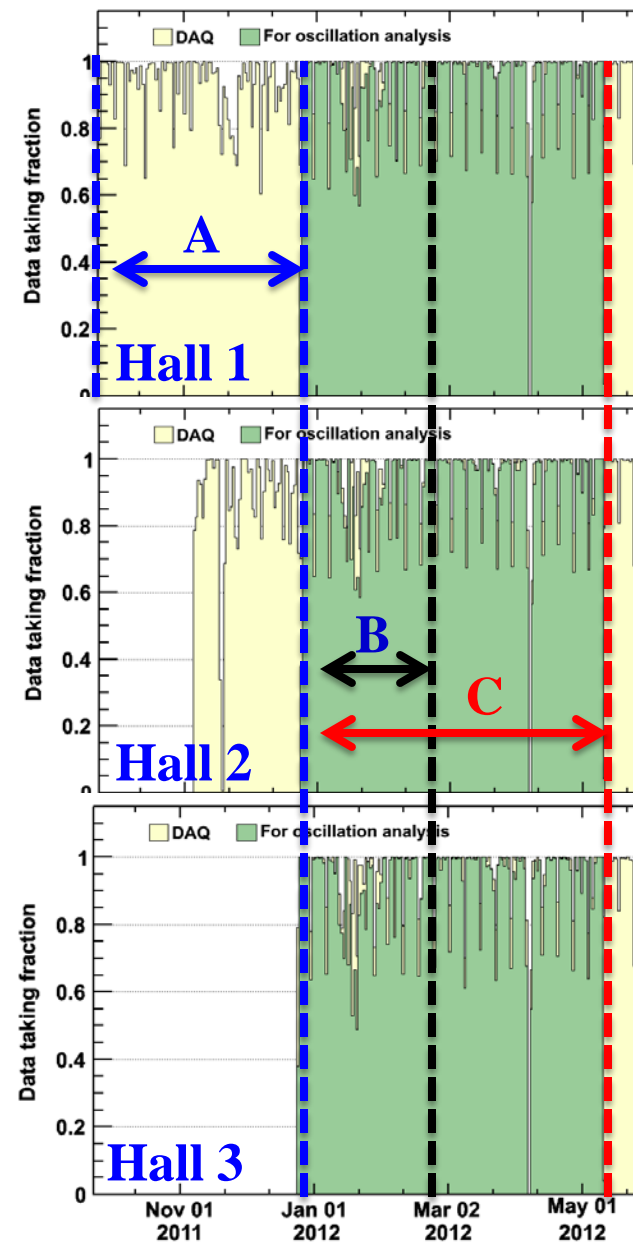 DAQ For oscillation analysis
1
0.8
0.6
0.4
0.2
0
Data taking fraction
A
Hall 1
DAQ For oscillation analysis
1
0.8
0.6
0.4
0.2
0
Data taking fraction
B
C
Hall 2
DAQ For oscillation analysis
1
0.8
0.6
0.4
0.2
0
Data taking fraction
Hall 3
Nov 01 Jan 01 Mar 02 May 01
2011 2012 2012 2012